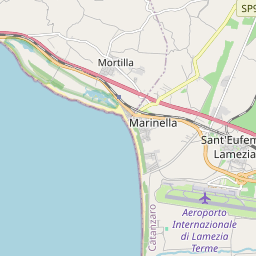 SP9
Mortilla
Marinella
Sant'Eufem
Lamezia
Catanzaro
Aeroporto
Internazionale
di Lamezia
Terme